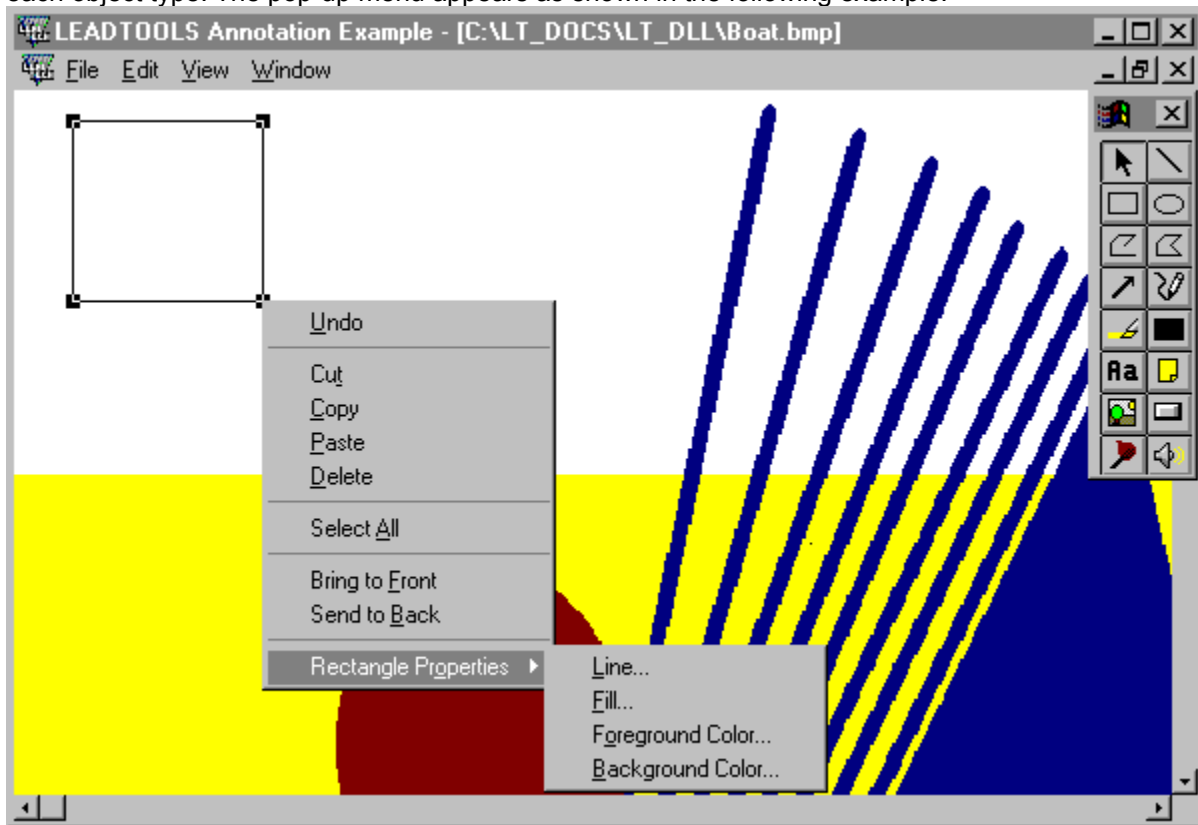 each object type. The pop-up menu appears as shown in the following example:
LEADTOOLS Annotation Example - [C:\LT_DOCS\LT_DLL\Boat.bmp]
File Edit View Window
Undo
Cut
Copy
Paste
Delete
Select All
Bring to Front
Send to Back
Rectangle Properties
Line...
Fill...
Foreground Color...
Background Color...
Aa